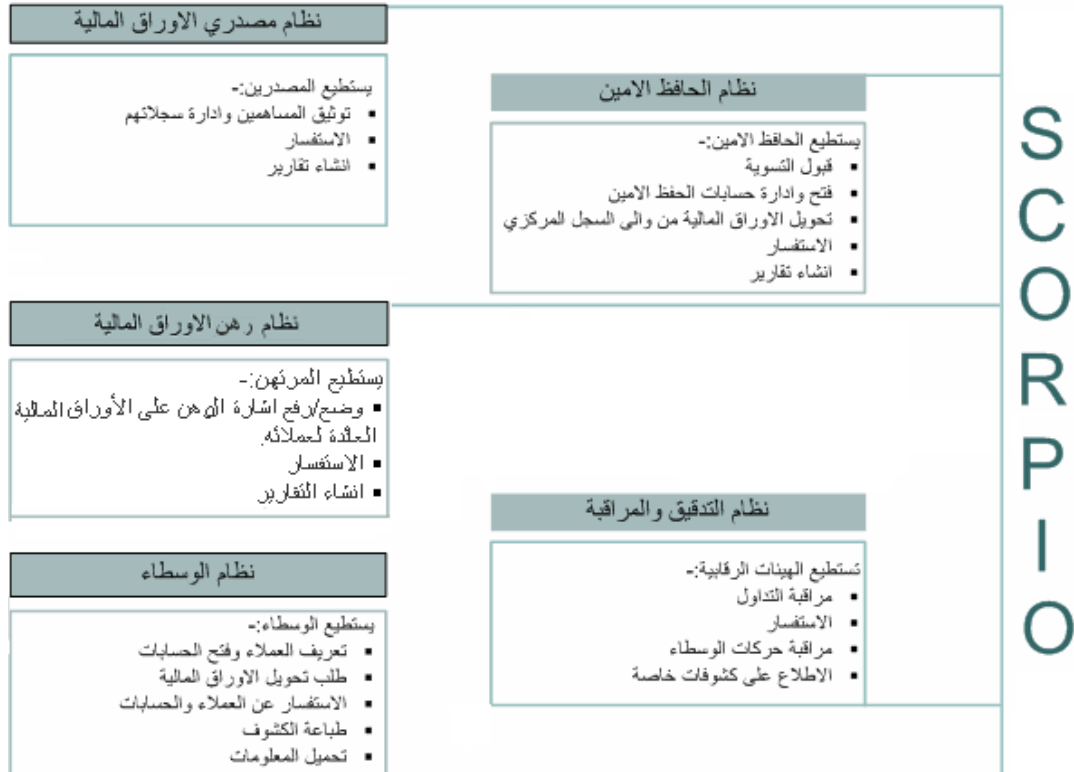 نظام مصدري الاوراق المالية
يستطيع المصدرين:-
▪ توثيق المساهمين وادارة سجلاتهم
▪ الاستفسار
▪ انشاء تقارير
نظام الحافظ الامين
يستطيع الحافظ الامين:-
▪ قبول التسوية
▪ فتح وادارة حسابات الحفظ الامين
▪ تحويل الاوراق المالية من والى السجل المركزي
▪ الاستفسار
▪ انشاء تقارير
نظام رهن الاوراق المالية
يستطيع المرتهن:-
▪ وضع/رفع اشارة الرهن على الأوراق المالية
العائدة لعملائه
▪ الاستفسار
▪ انشاء التقارير
نظام التدقيق والمراقبة
تستطيع الهيئات الرقابية:-
▪ مراقبة التداول
▪ الاستفسار
▪ مراقبة حركات الوسطاء
▪ الاطلاع على كشوفات خاصة
نظام الوسطاء
يستطيع الوسطاء:-
▪ تعريف العملاء وفتح الحسابات
▪ طلب تحويل الاوراق المالية
▪ الاستفسار عن العملاء والحسابات
▪ طباعة الكشوف
▪ تحميل المعلومات
S
C
O
R
P
I
O